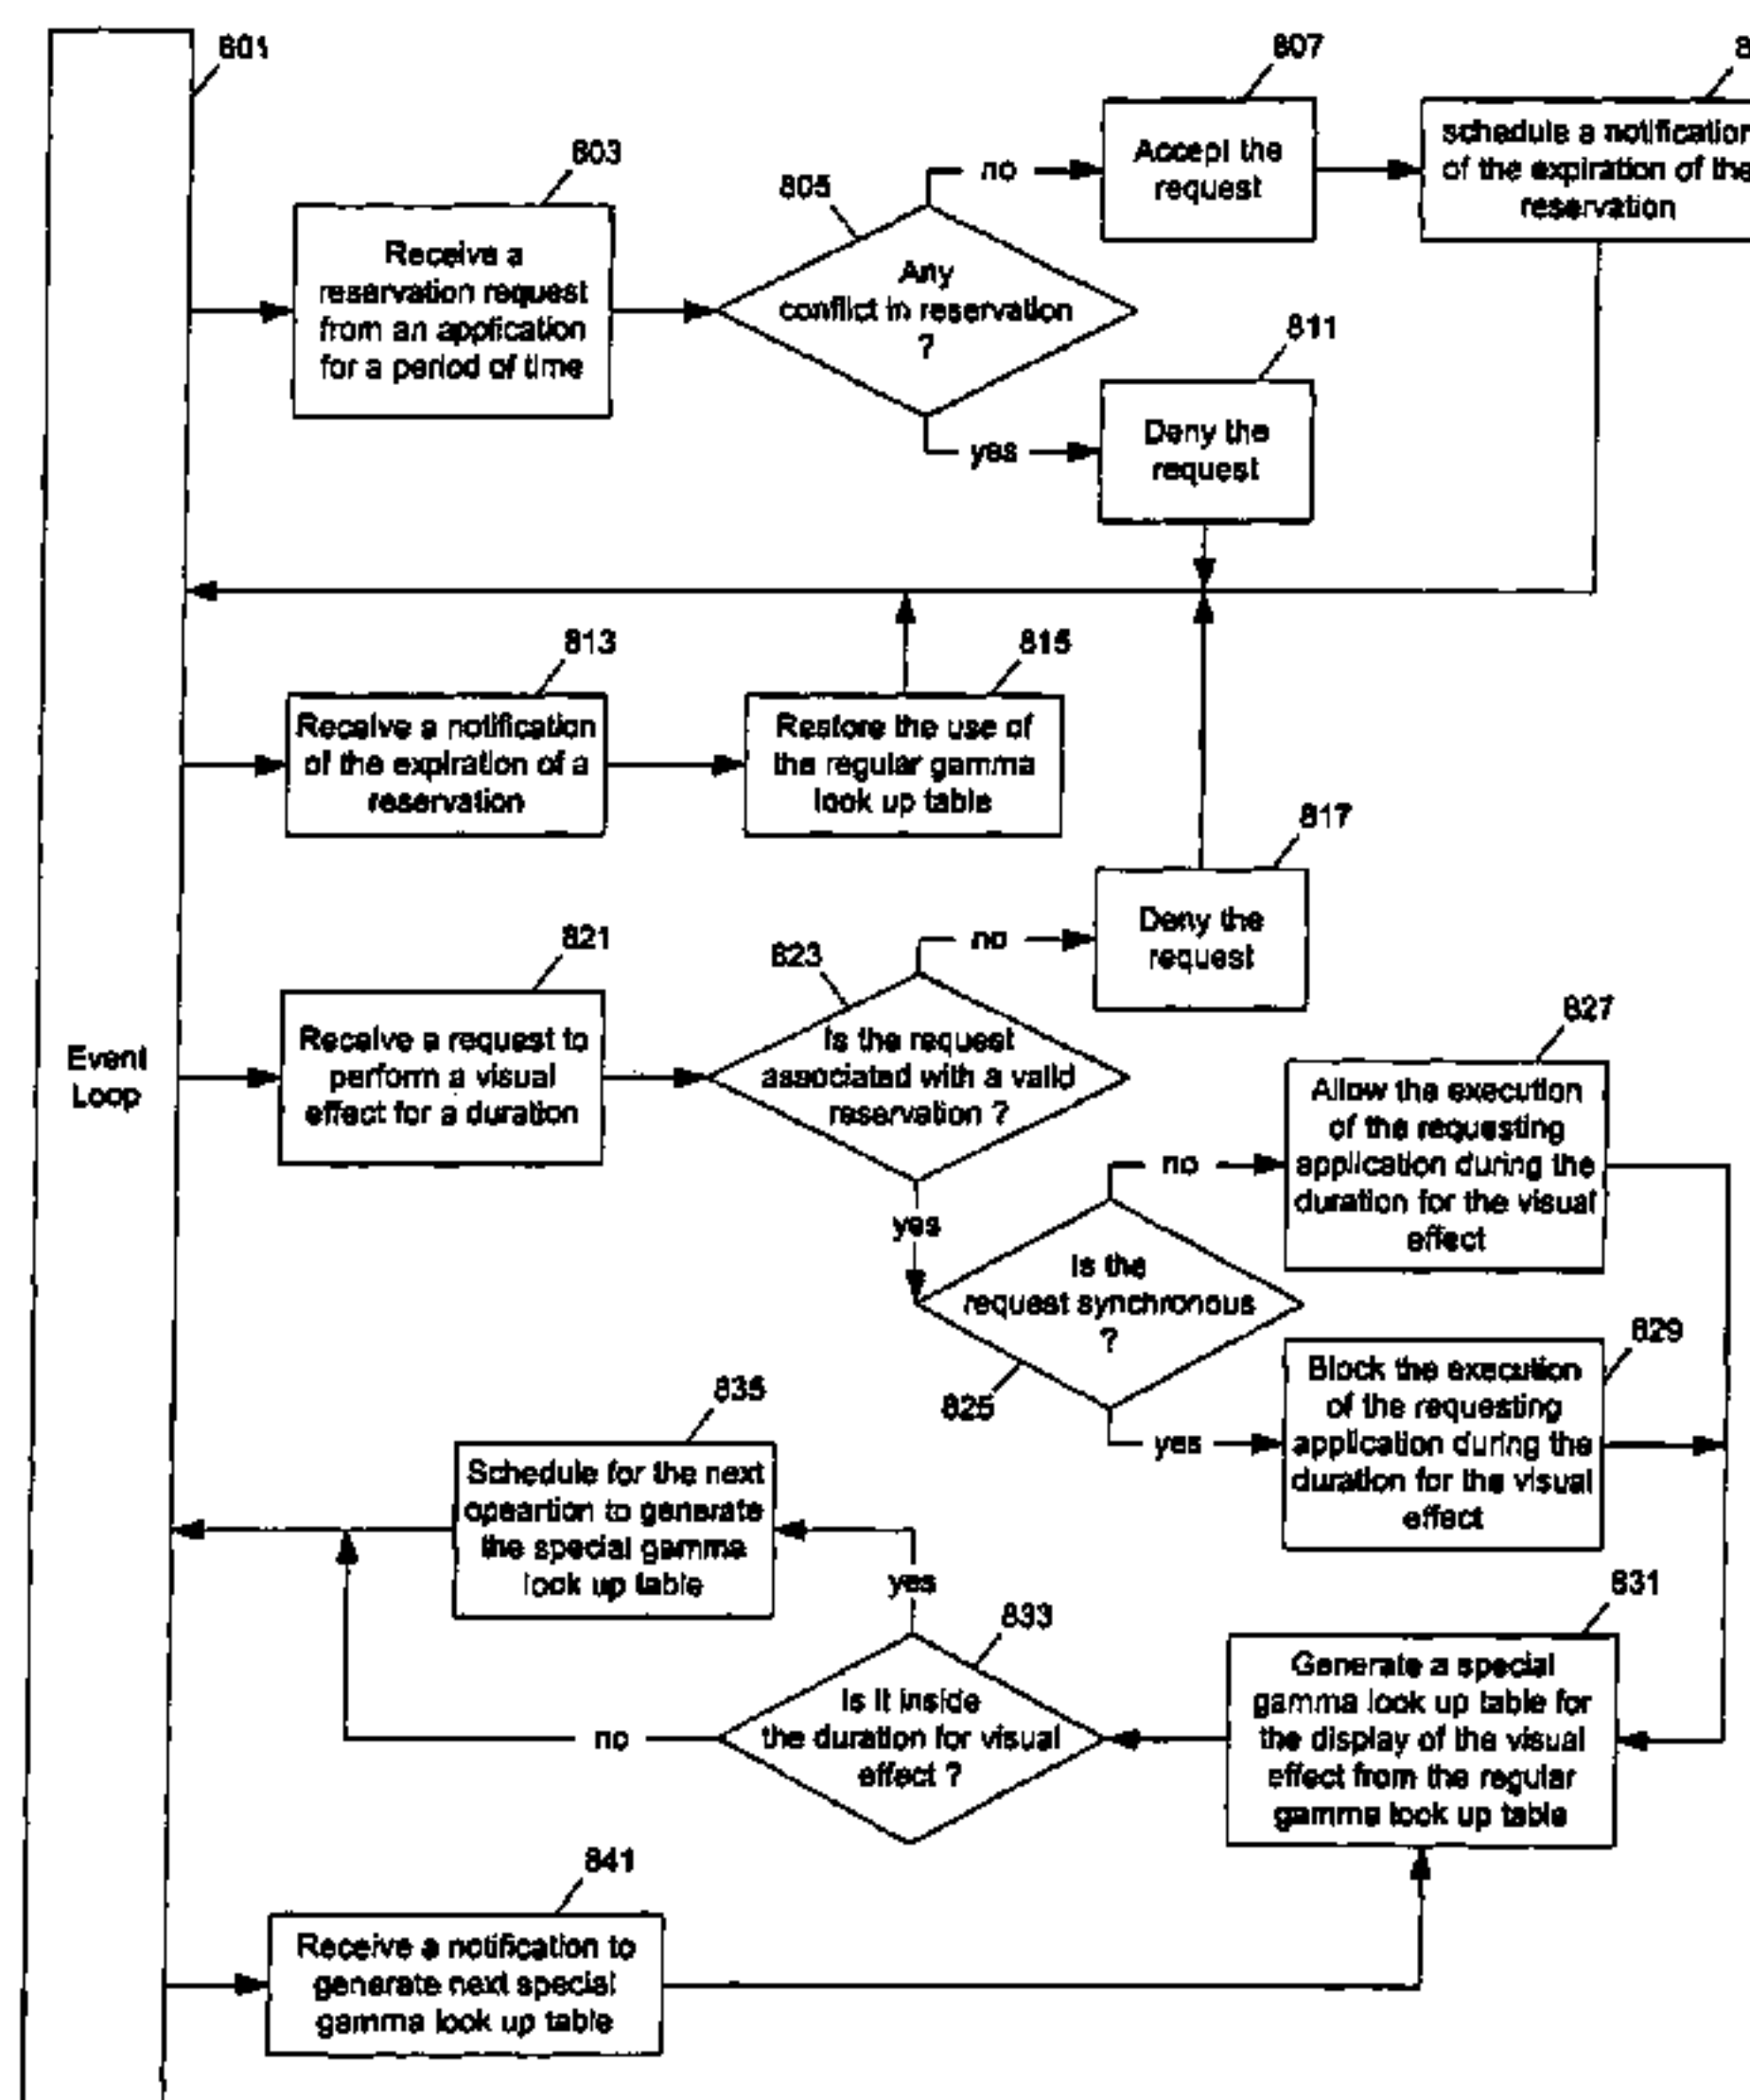 801
807
8
803
Accept the
request
schedule a notification
of the expiration of the
reservation
no
805
Receive a
reservation request
from an application
for a period of time
Any
conflict in reservation
?
811
yes
Deny the
request
813
815
Receive a notification
of the expiration of a
reservation
Restore the use of
the regular gamma
look up table
817
Deny the
request
821
no
823
827
Event
Loop
Receive a request to
perform a visual
effect for a duration
Is the request
associated with a valid
reservation ?
Allow the execution
of the requesting
application during the
duration for the visual
effect
no
yes
Is the
request synchronous
?
825
829
Block the execution
of the requesting
application during the
duration for the visual
effect
yes
835
Schedule for the next
opeartion to generate
the special gamma
look up table
yes
833
831
Is it inside
the duration for visual
effect ?
no
Generate a special
gamma look up table for
the display of the visual
effect from the regular
gamma look up table
841
Receive a notification to
generate next special
gamma look up table